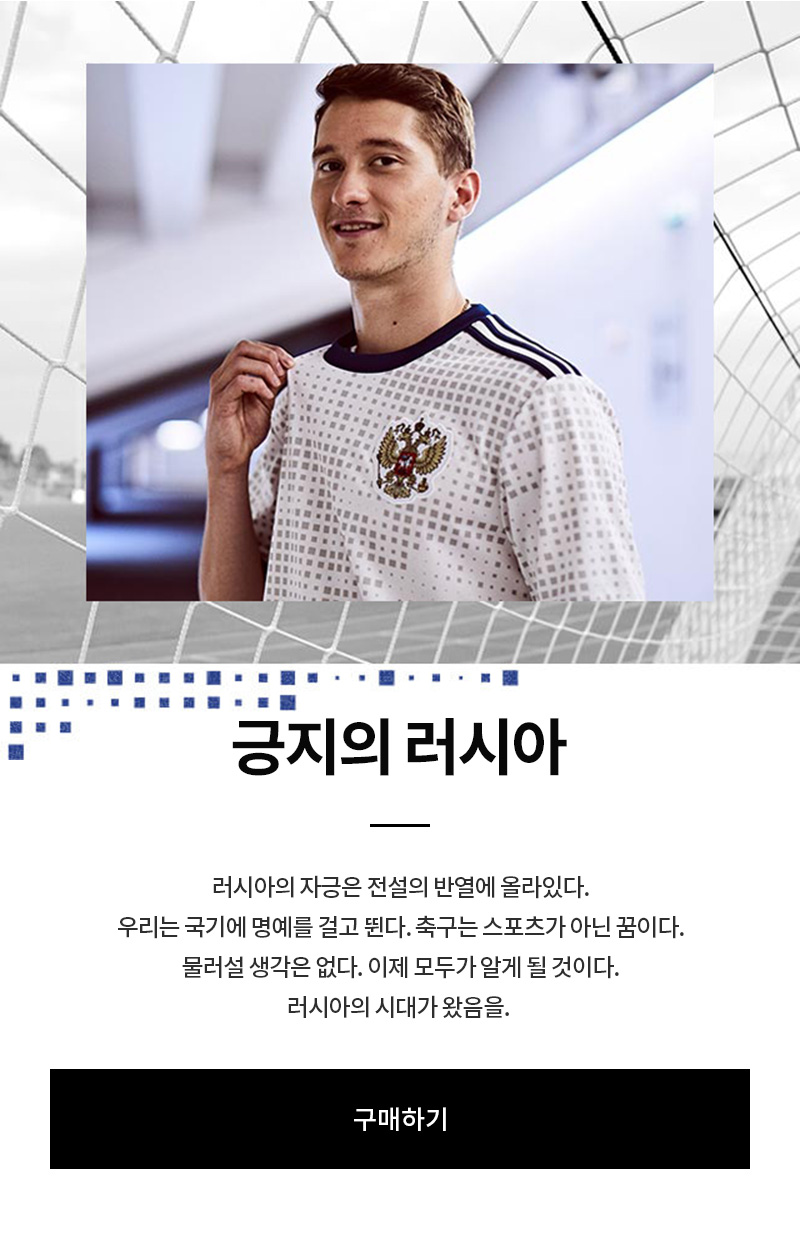 긍지의 러시아
러시아의 자긍은 전설의 반열에 올라있다.
우리는 국기에 명예를 걸고 뛴다. 축구는 스포츠가 아닌 꿈이다.
물러설 생각은 없다. 이제 모두가 알게 될 것이다.
러시아의 시대가 왔음을.
구매하기